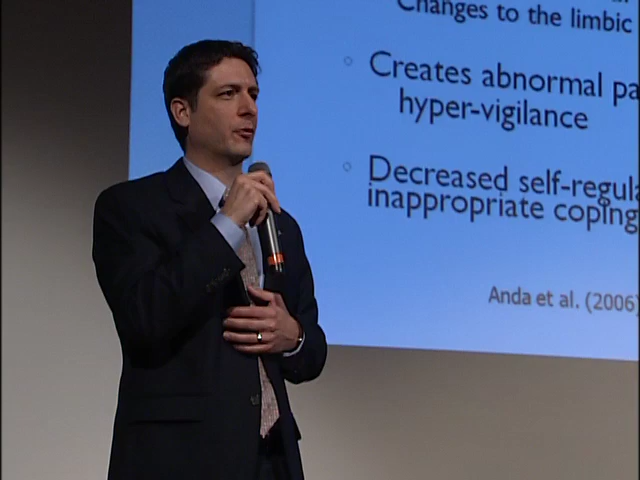 Changes to the limbic
Creates abnormal pa
hyper-vigilance
Decreased self-regula
inappropriate coping
Anda et al. (2006)